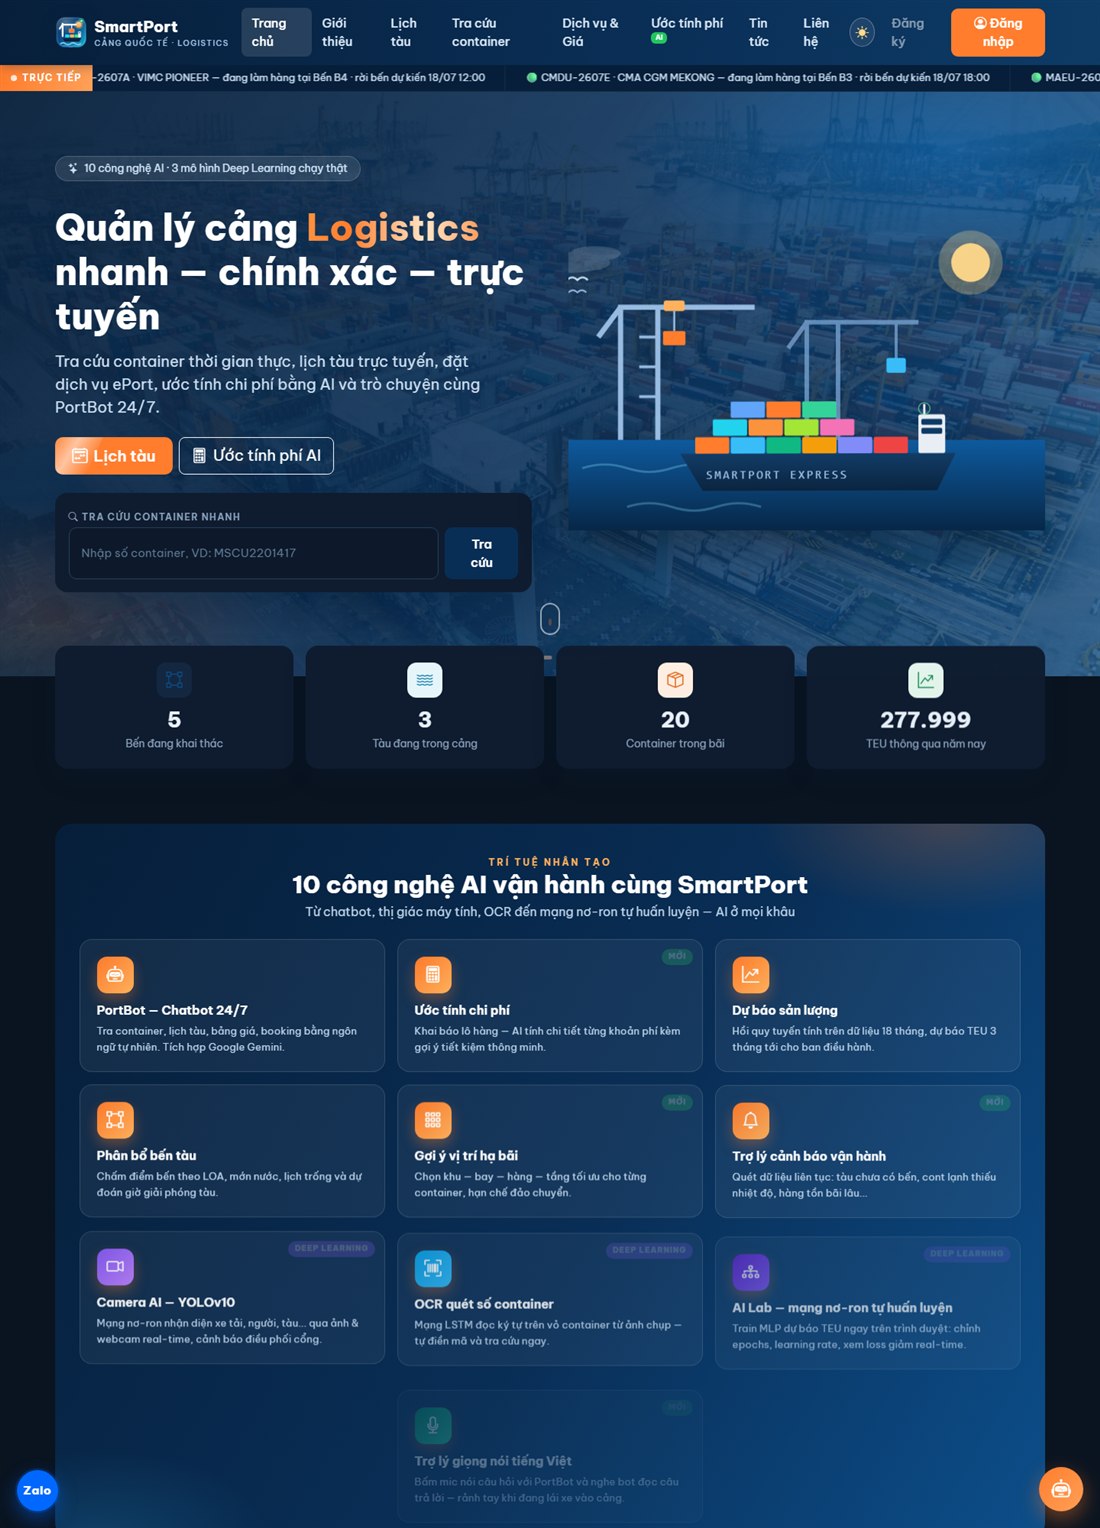 SmartPort
CẢNG QUỐC TẾ · LOGISTICS
Trang chủ
Giới thiệu
Lịch tàu
Tra cứu container
Dịch vụ & Giá
Ước tính phí
AI
Tin tức
Liên hệ
Đăng ký
Đăng nhập
TRỰC TIẾP
-2607A · VIMC PIONEER — đang làm hàng tại Bến B4 · rời bến dự kiến 18/07 12:00
CMDU-2607E · CMA CGM MEKONG — đang làm hàng tại Bến B3 · rời bến dự kiến 18/07 18:00
MAEU-260
10 công nghệ AI · 3 mô hình Deep Learning chạy thật
Quản lý cảng Logistics
nhanh — chính xác — trực
tuyến
Tra cứu container thời gian thực, lịch tàu trực tuyến, đặt
dịch vụ ePort, ước tính chi phí bằng AI và trò chuyện cùng
PortBot 24/7.
Lịch tàu
Ước tính phí AI
TRA CỨU CONTAINER NHANH
Nhập số container, VD: MSCU2201417
Tra cứu
SMARTPORT EXPRESS
5
Bến đang khai thác
3
Tàu đang trong cảng
20
Container trong bãi
277.999
TEU thông qua năm nay
TRÍ TUỆ NHÂN TẠO
10 công nghệ AI vận hành cùng SmartPort
Từ chatbot, thị giác máy tính, OCR đến mạng nơ-ron tự huấn luyện — AI ở mọi khâu
PortBot — Chatbot 24/7
Tra container, lịch tàu, bảng giá, booking bằng ngôn
ngữ tự nhiên. Tích hợp Google Gemini.
MỚI
Ước tính chi phí
Khai báo lô hàng — AI tính chi tiết từng khoản phí kèm
gợi ý tiết kiệm thông minh.
Dự báo sản lượng
Hồi quy tuyến tính trên dữ liệu 18 tháng, dự báo TEU 3
tháng tới cho ban điều hành.
Phân bổ bến tàu
Chấm điểm bến theo LOA, mớn nước, lịch trống và dự
đoán giờ giải phóng tàu.
MỚI
Gợi ý vị trí hạ bãi
Chọn khu — bay — hàng — tầng tối ưu cho từng
container, hạn chế đảo chuyển.
MỚI
Trợ lý cảnh báo vận hành
Quét dữ liệu liên tục: tàu chưa có bến, cont lạnh thiếu
nhiệt độ, hàng tồn bãi lâu...
DEEP LEARNING
Camera AI — YOLOv10
Mạng nơ-ron nhận diện xe tải, người, tàu... qua ảnh &
webcam real-time, cảnh báo điều phối cổng.
DEEP LEARNING
OCR quét số container
Mạng LSTM đọc ký tự trên vỏ container từ ảnh chụp —
tự điền mã và tra cứu ngay.
DEEP LEARNING
AI Lab — mạng nơ-ron tự huấn luyện
Train MLP dự báo TEU ngay trên trình duyệt: chỉnh
epochs, learning rate, xem loss giảm real-time.
MỚI
Trợ lý giọng nói tiếng Việt
Bấm mic nói câu hỏi với PortBot và nghe bot đọc câu
trả lời — rảnh tay khi đang lái xe vào cảng.
Zalo